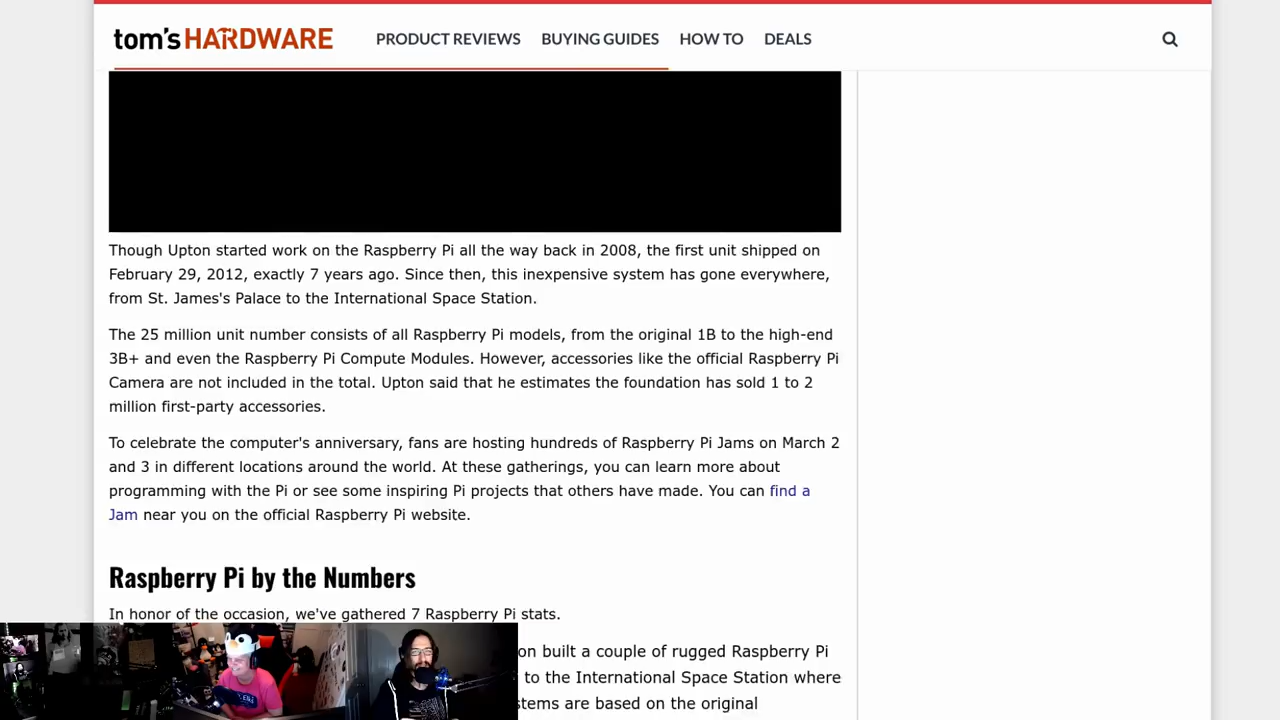 tom's HARDWARE
PRODUCT REVIEWS BUYING GUIDES HOW TO DEALS
Though Upton started work on the Raspberry Pi all the way back in 2008, the first unit shipped on
February 29, 2012, exactly 7 years ago. Since then, this inexpensive system has gone everywhere,
from St. James's Palace to the International Space Station.
The 25 million unit number consists of all Raspberry Pi models, from the original 1B to the high-end
3B+ and even the Raspberry Pi Compute Modules. However, accessories like the official Raspberry Pi
Camera are not included in the total. Upton said that he estimates the foundation has sold 1 to 2
million first-party accessories.
To celebrate the computer's anniversary, fans are hosting hundreds of Raspberry Pi Jams on March 2
and 3 in different locations around the world. At these gatherings, you can learn more about
programming with the Pi or see some inspiring Pi projects that others have made. You can find a
Jam near you on the official Raspberry Pi website.
Raspberry Pi by the Numbers
In honor of the occasion, we've gathered 7 Raspberry Pi stats.
on built a couple of rugged Raspberry Pi
to the International Space Station where
stems are based on the original